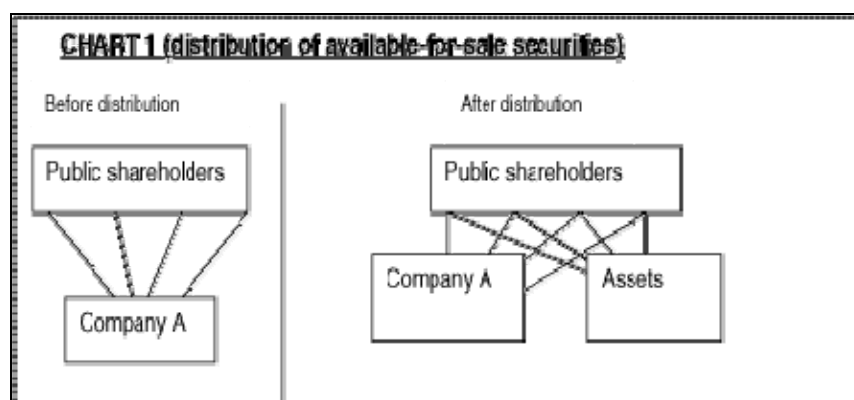 CHART 1 (distribution of available-for-sale securities)
Before distribution
After distribution
Public shareholders
Public shareholders
Company A
Company A
Assets